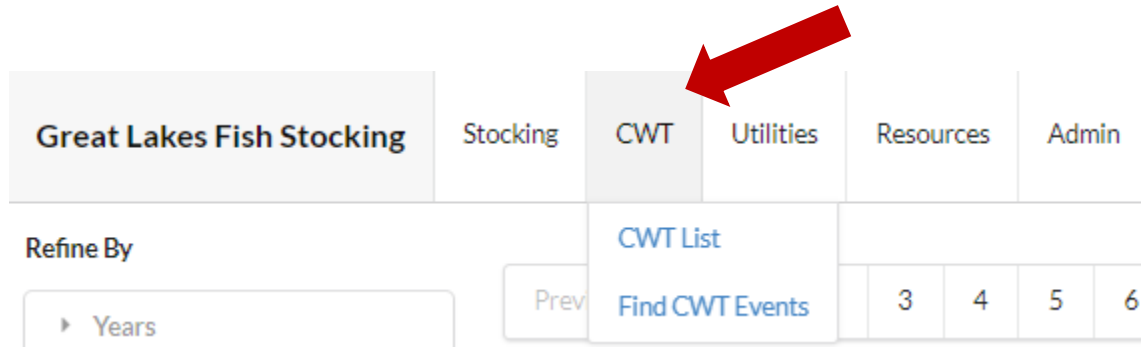 Great Lakes Fish Stocking Stocking CWT Utilities Resources Admin
Refine By
CWT List
Years
Find CWT Events 3 4 5 6